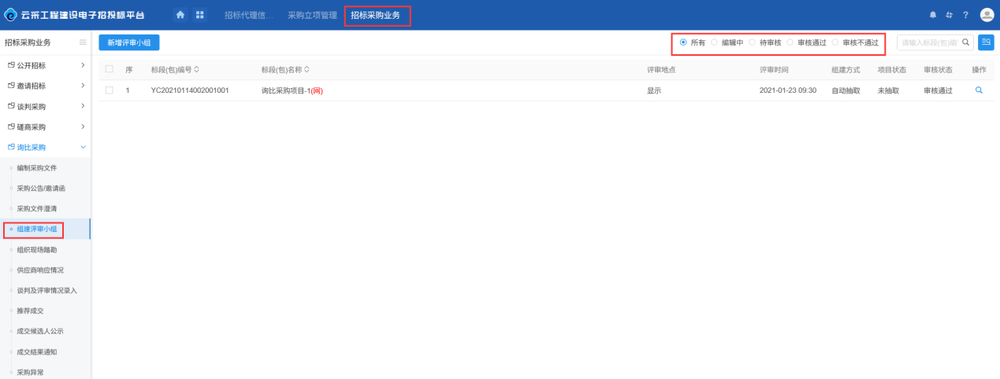 云采工程建设电子招投标平台 招标代理信... 采购立项管理 招标采购业务 ?
招标采购业务 新增评审小组 所有 编辑中 待审核 审核通过 审核不通过 请输入标段(包)编
公开招标 序 标段(包)编号 标段(包)名称 评审地点 评审时间 组建方式 项目状态 审核状态 操作
邀请招标 1 YC20210114002001001 询比采购项目-1(网) 显示 2021-01-23 09:30 自动抽取 未抽取 审核通过
谈判采购
磋商采购
询比采购
编制采购文件
采购公告/邀请函
采购文件澄清
组建评审小组
组织现场踏勘
供应商响应情况
谈判及评审情况录入
推荐成交
成交候选人公示
成交结果通知
采购异常